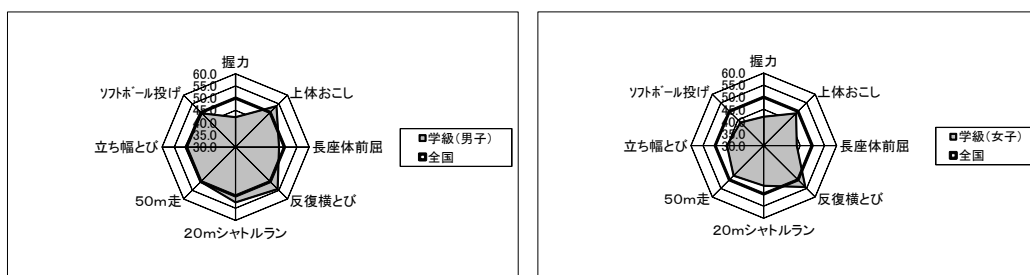 握力
60.0
55.0
50.0
45.0
40.0
35.0
30.0
上体おこし
長座体前屈
反復横とび
20mシャトルラン
50m走
立ち幅とび
ソフトボール投げ
学級(男子)
全国
握力
60.0
55.0
50.0
45.0
40.0
35.0
30.0
上体おこし
長座体前屈
反復横とび
20mシャトルラン
50m走
立ち幅とび
ソフトボール投げ
学級(女子)
全国